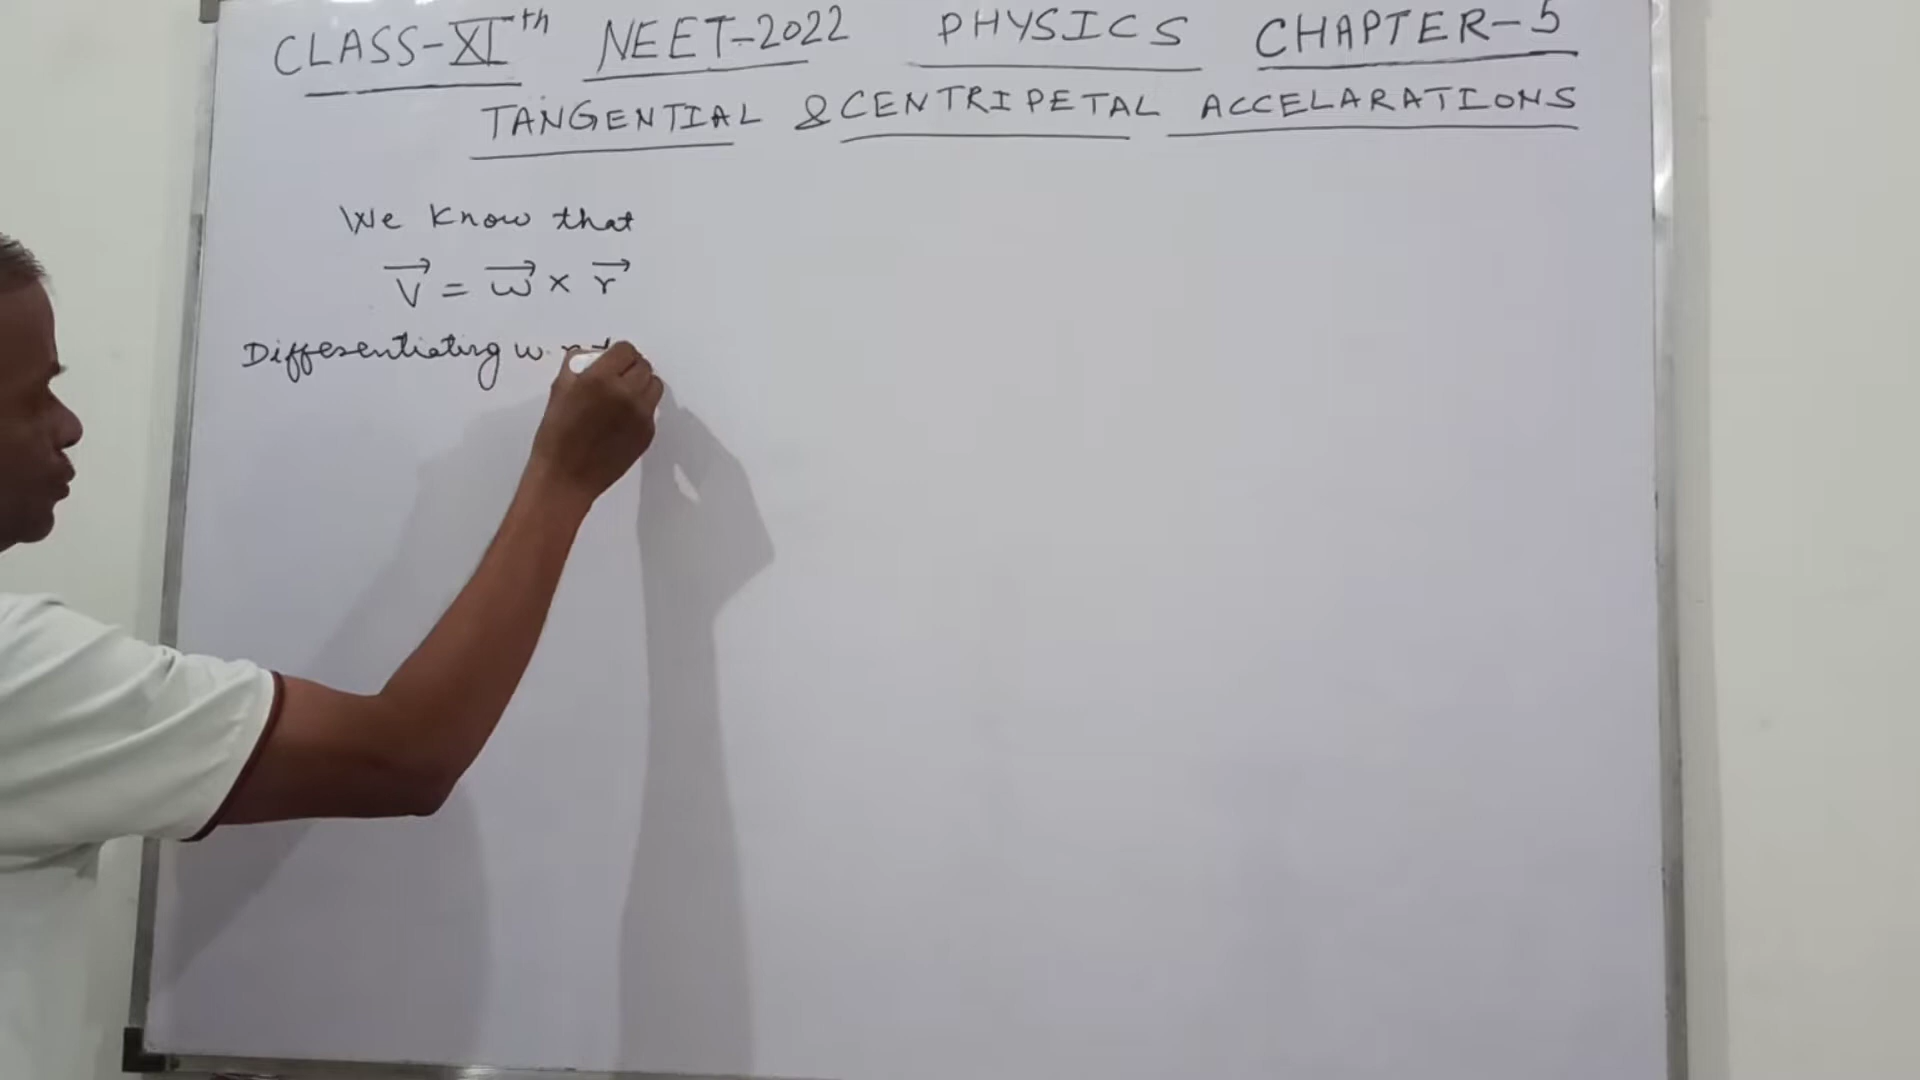 CLASS-XIth NEET-2022 PHYSICS CHAPTER-5
TANGENTIAL & CENTRIPETAL ACCELARATIONS
We Know that
V⃗ = ω⃗ × r⃗
Differentiating w.r.t